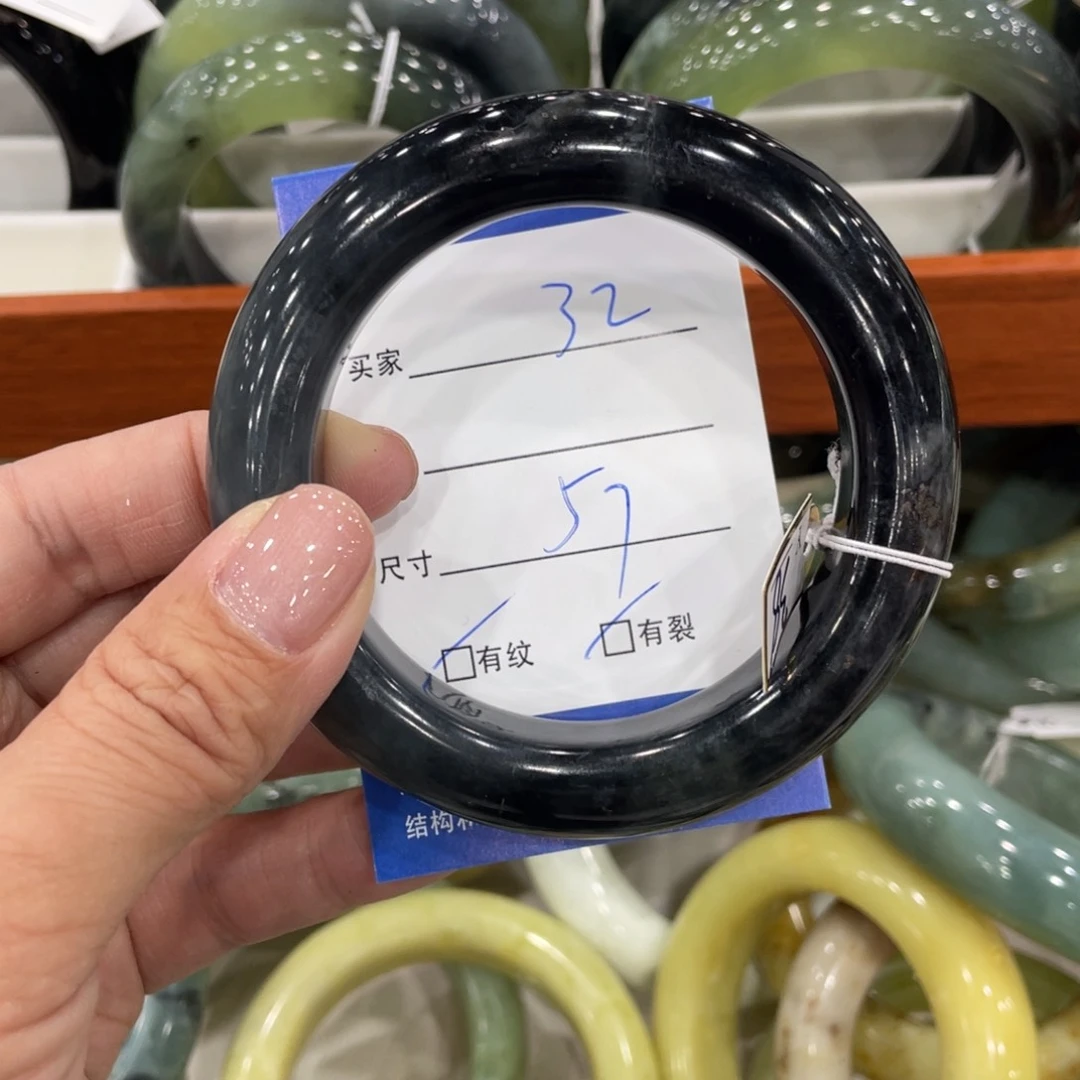 买家 32
尺寸 57
有纹 有裂
结构